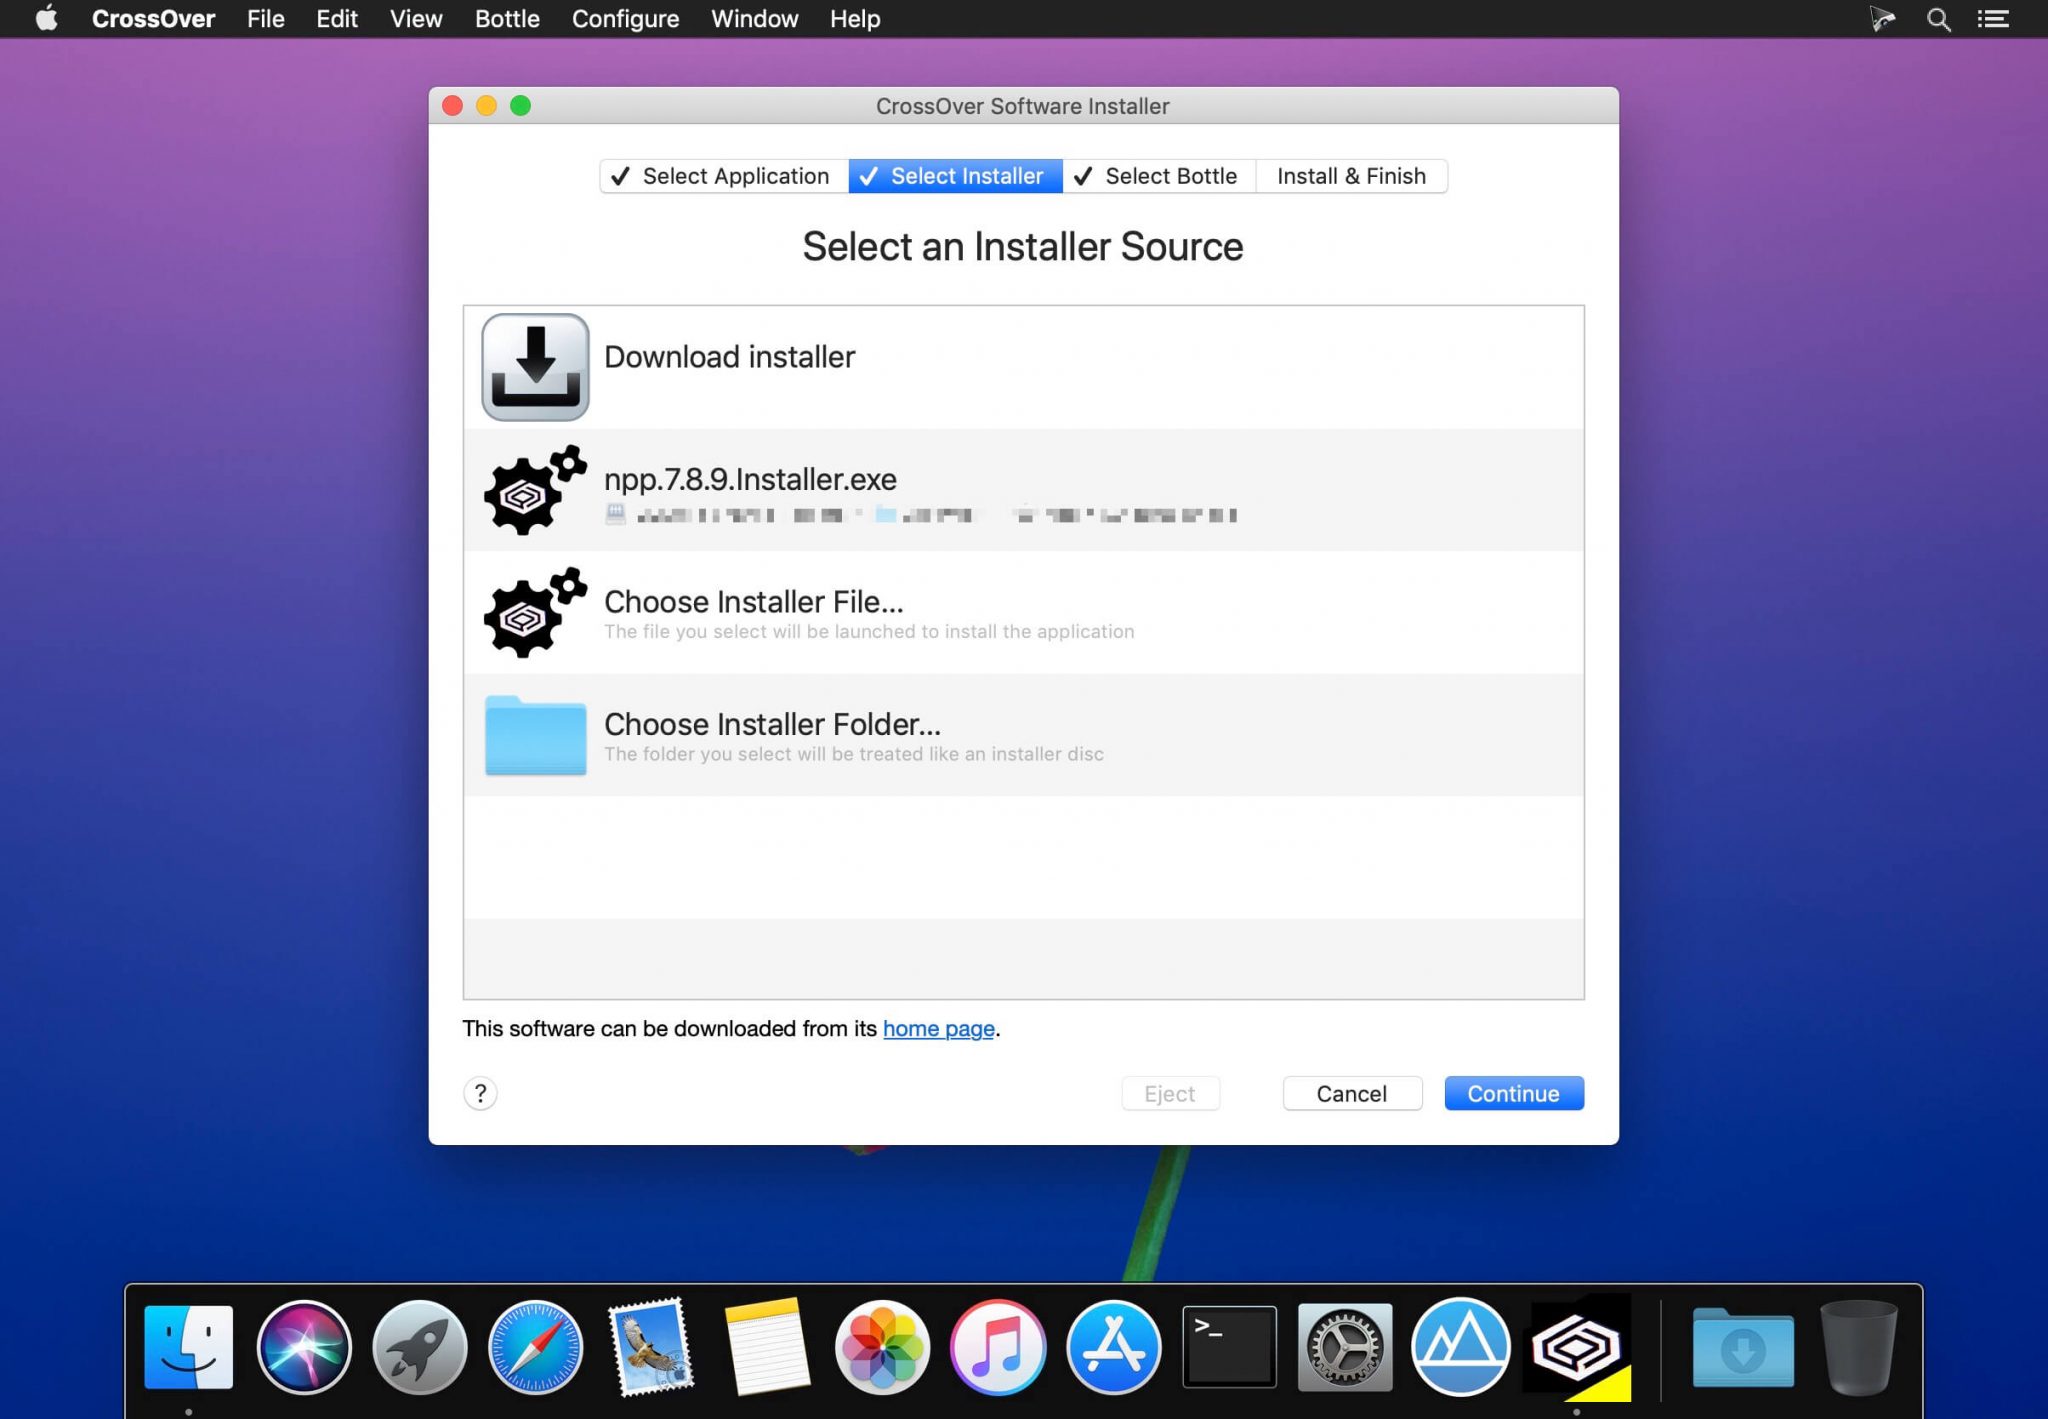 CrossOver File Edit View Bottle Configure Window Help
CrossOver Software Installer
✓ Select Application ✓ Select Installer ✓ Select Bottle Install & Finish
Select an Installer Source
Download installer
npp.7.8.9.Installer.exe
Choose Installer File...
The file you select will be launched to install the application
Choose Installer Folder...
The folder you select will be treated like an installer disc
This software can be downloaded from its home page.
? Eject Cancel Continue
>_